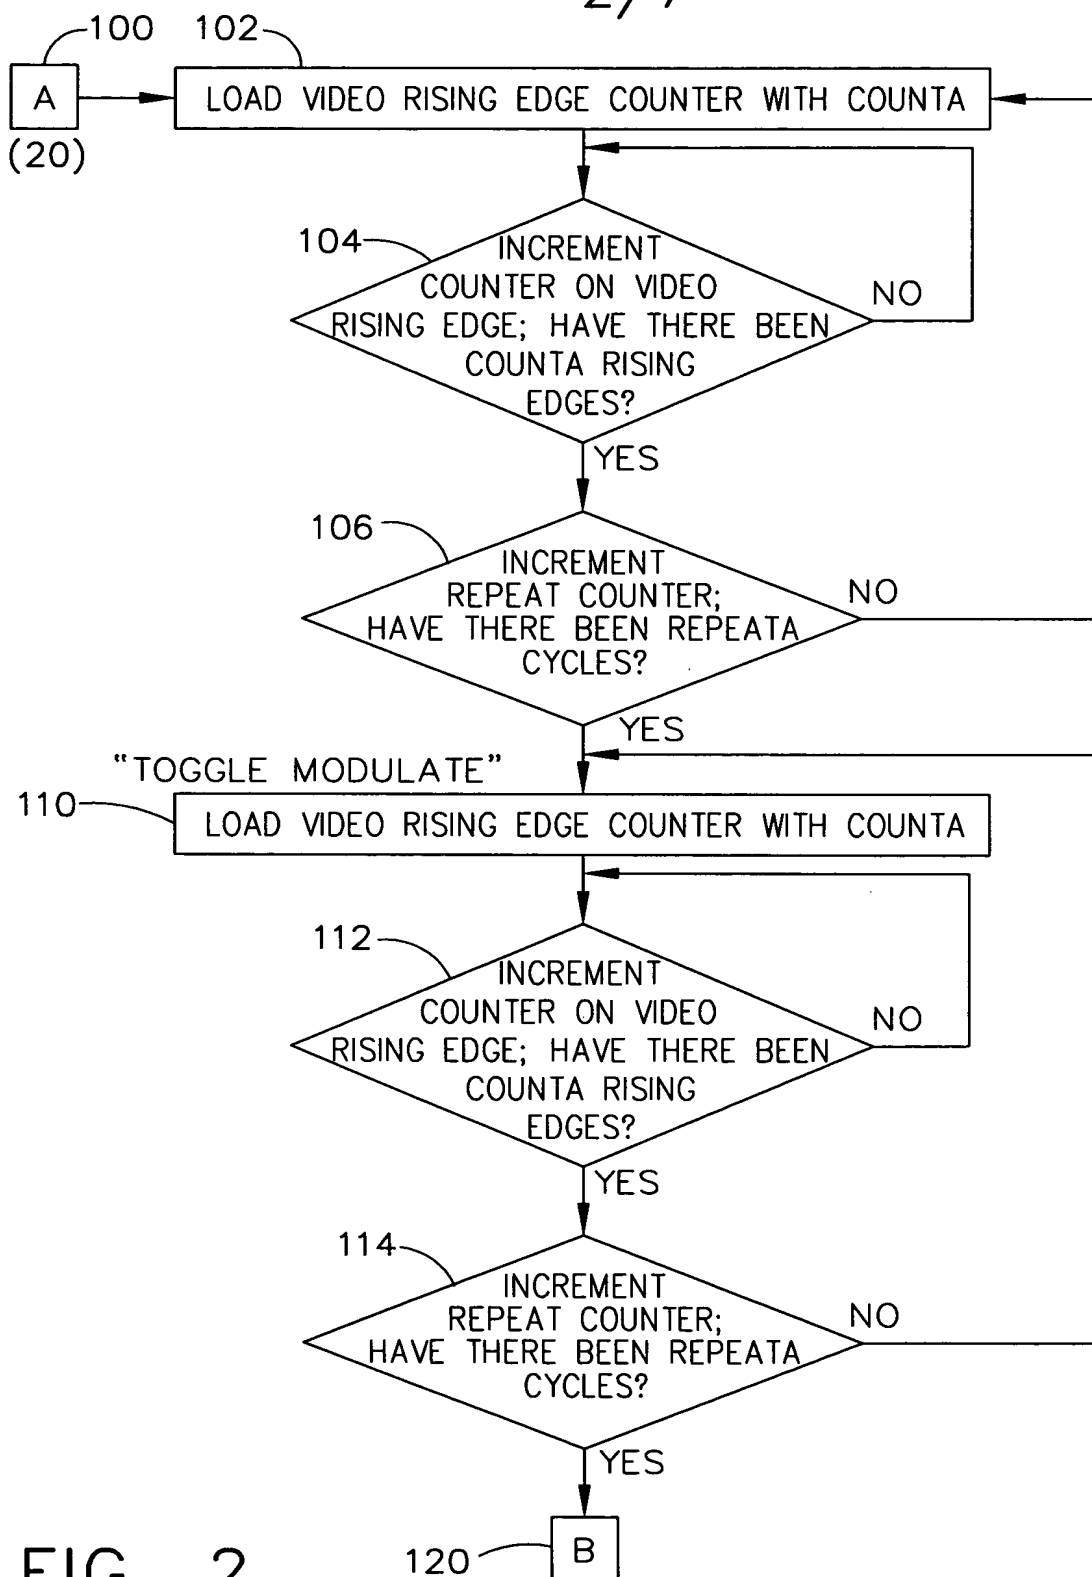 100 102
A
LOAD VIDEO RISING EDGE COUNTER WITH COUNTA
(20)
104
INCREMENT
COUNTER ON VIDEO
RISING EDGE; HAVE THERE BEEN
COUNTA RISING
EDGES?
NO
YES
106
INCREMENT
REPEAT COUNTER;
HAVE THERE BEEN REPEATA
CYCLES?
NO
YES
"TOGGLE MODULATE"
110
LOAD VIDEO RISING EDGE COUNTER WITH COUNTA
112
INCREMENT
COUNTER ON VIDEO
RISING EDGE; HAVE THERE BEEN
COUNTA RISING
EDGES?
NO
YES
114
INCREMENT
REPEAT COUNTER;
HAVE THERE BEEN REPEATA
CYCLES?
NO
YES
B
120
FIG. 2